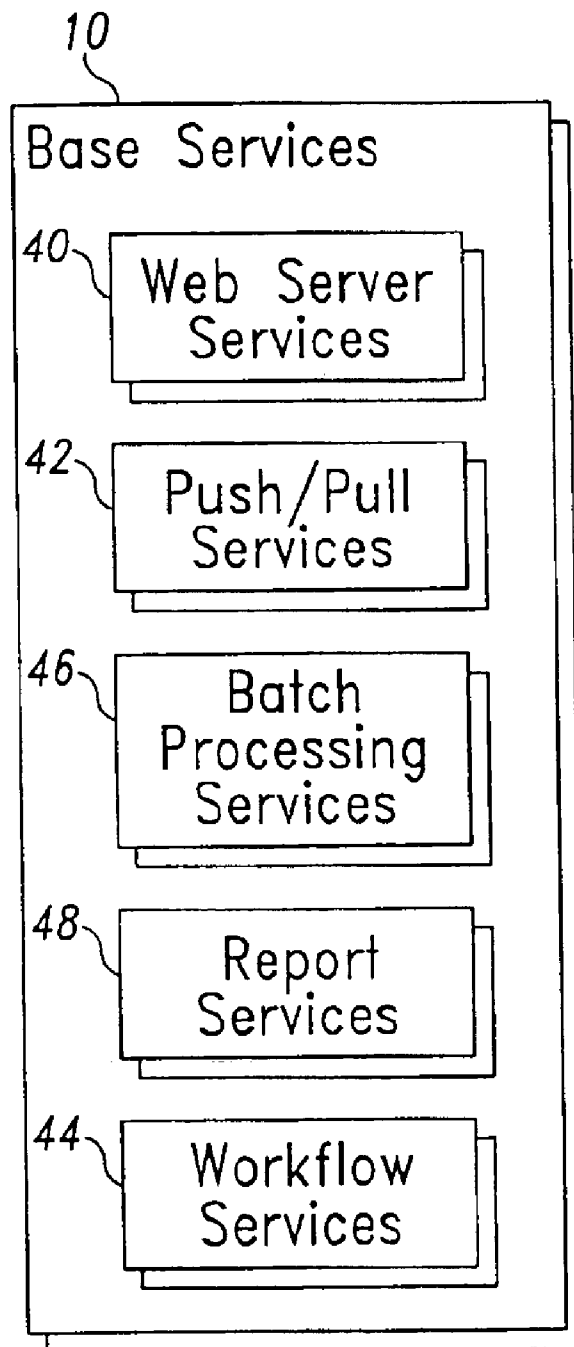 10
Base Services
40
Web Server
Services
42
Push/Pull
Services
46
Batch
Processing
Services
48
Report
Services
44
Workflow
Services